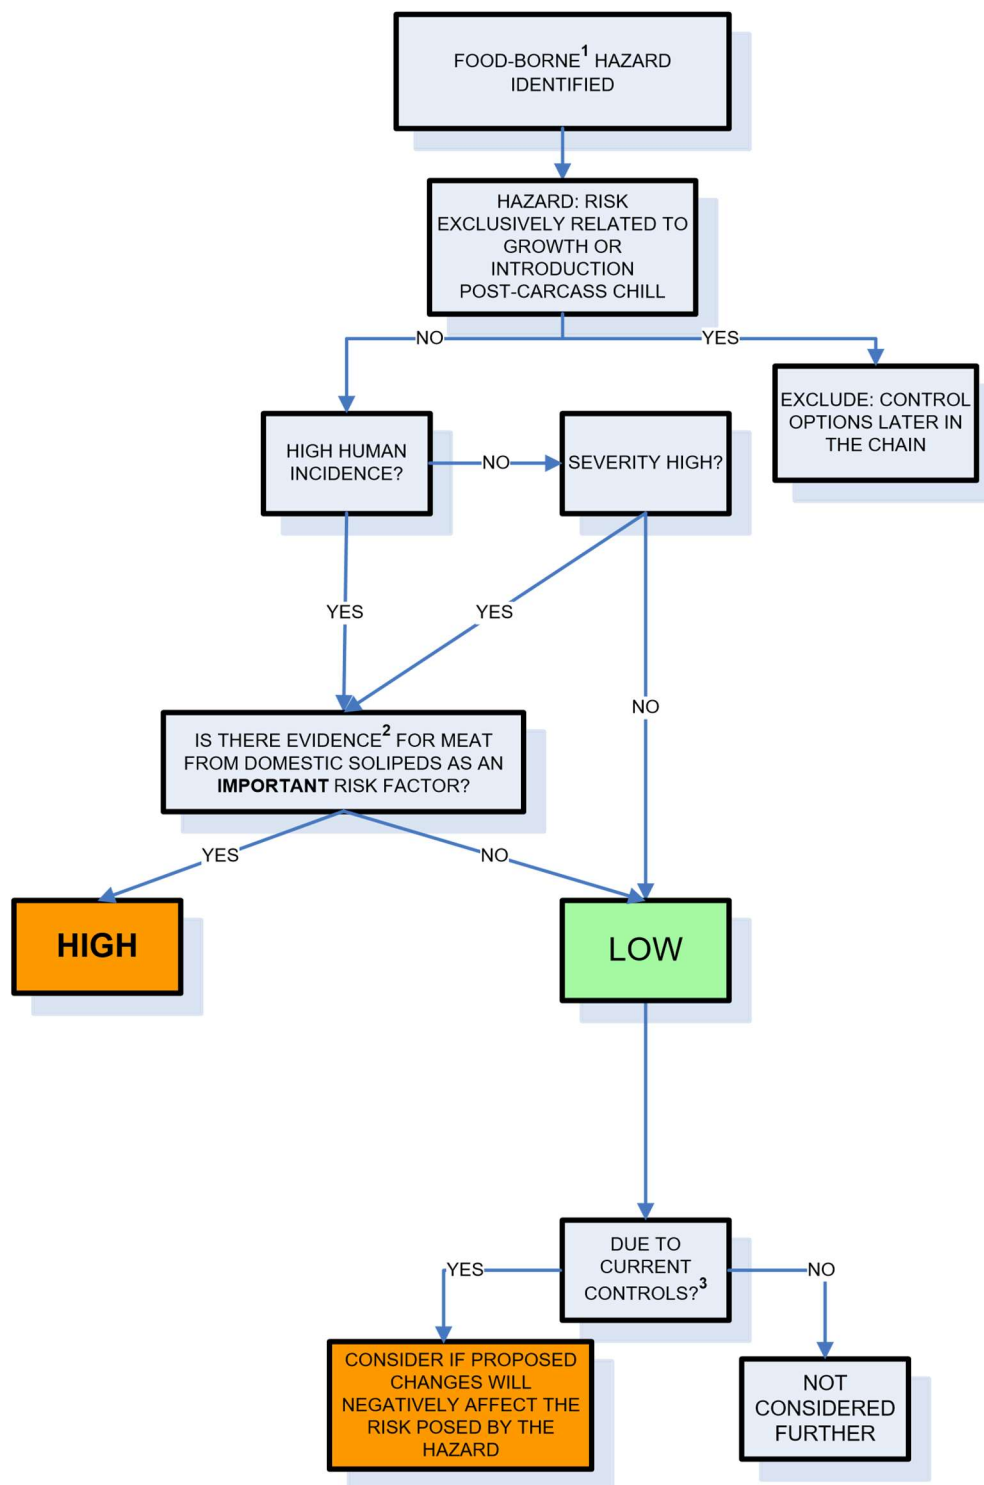 FOOD-BORNE¹ HAZARD
IDENTIFIED
HAZARD: RISK
EXCLUSIVELY RELATED TO
GROWTH OR
INTRODUCTION
POST-CARCASS CHILL
NO
YES
EXCLUDE: CONTROL
OPTIONS LATER IN
THE CHAIN
HIGH HUMAN
INCIDENCE?
NO
SEVERITY HIGH?
YES
YES
NO
IS THERE EVIDENCE² FOR MEAT
FROM DOMESTIC SOLIPEDS AS AN
IMPORTANT RISK FACTOR?
YES
NO
HIGH
LOW
DUE TO
CURRENT
CONTROLS?³
YES
NO
CONSIDER IF PROPOSED
CHANGES WILL
NEGATIVELY AFFECT THE
RISK POSED BY THE
HAZARD
NOT
CONSIDERED
FURTHER